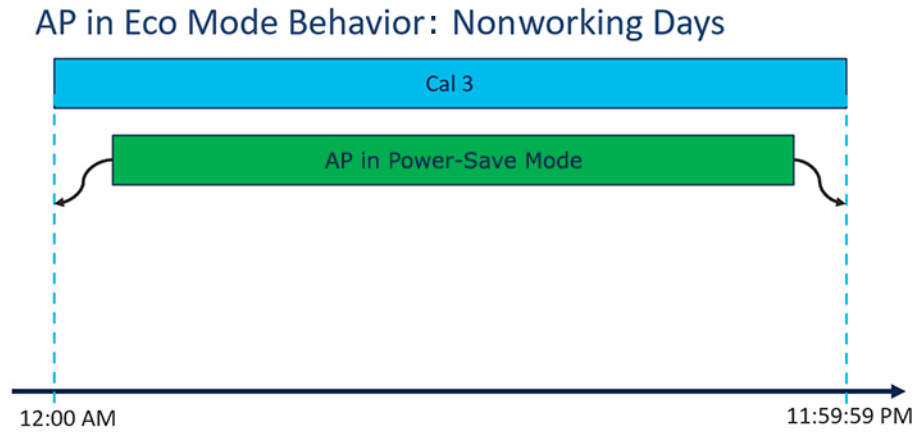 AP in Eco Mode Behavior: Nonworking Days
Cal 3
AP in Power-Save Mode
12:00 AM
11:59:59 PM